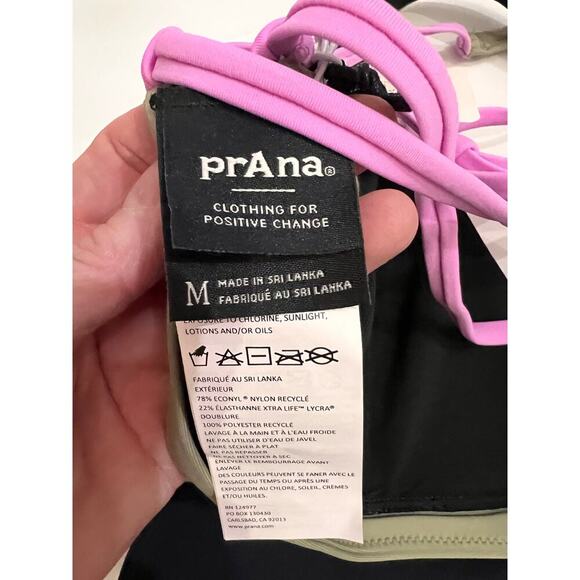 prAna®
CLOTHING FOR
POSITIVE CHANGE
M MADE IN SRI LANKA
FABRIQUÉ AU SRI LANKA
EXPOSURE TO CHLORINE, SUNLIGHT,
LOTIONS AND/OR OILS
FABRIQUÉ AU SRI LANKA
EXTÉRIEUR
78% ECONYL® NYLON RECYCLÉ
22% ÉLASTHANNE XTRA LIFE™ LYCRA®
DOUBLURE
100% POLYESTER RECYCLÉ
LAVAGE À LA MAIN ET À L'EAU FROIDE
NE PAS UTILISER D'EAU DE JAVEL
FAIRE SÉCHER À PLAT
NE PAS REPASSER
NE PAS NETTOYER À SEC
ENLEVER LE REMBOURRAGE AVANT
LAVAGE
DES COULEURS PEUVENT SE FANER AVEC LE
PASSAGE DU TEMPS OU APRÈS UNE
EXPOSITION AU CHLORE, SOLEIL, CRÈMES
ET/OU HUILES.
RN 124977
PO BOX 130430
CARLSBAD, CA 92013
www.prana.com